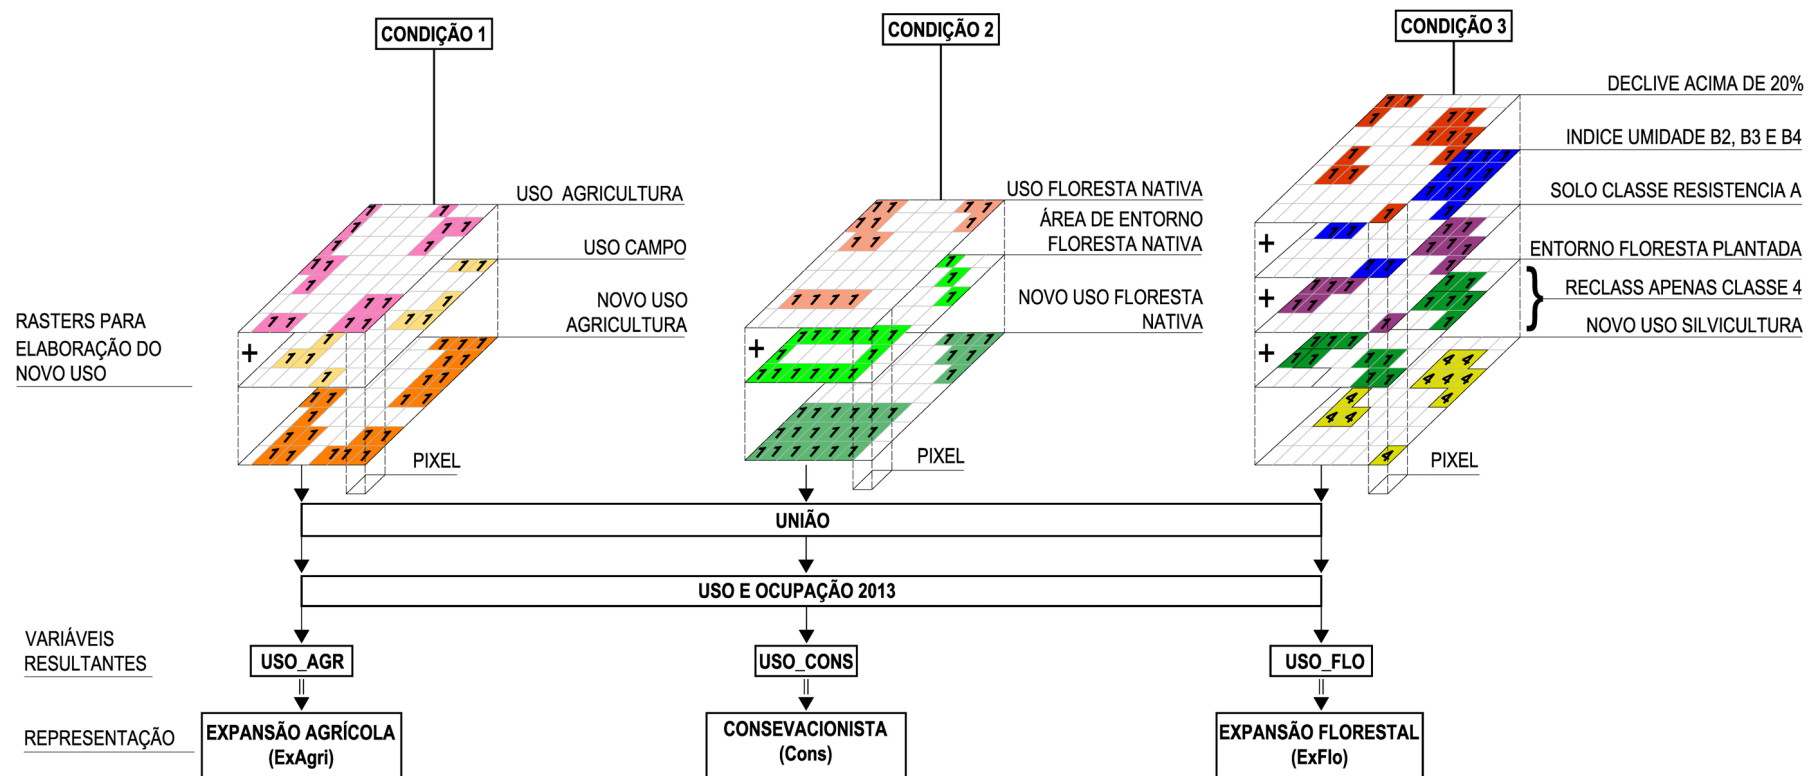 CONDIÇÃO 1
CONDIÇÃO 2
CONDIÇÃO 3
USO AGRICULTURA
USO CAMPO
NOVO USO
AGRICULTURA
PIXEL
USO FLORESTA NATIVA
ÁREA DE ENTORNO
FLORESTA NATIVA
NOVO USO FLORESTA
NATIVA
PIXEL
DECLIVE ACIMA DE 20%
INDICE UMIDADE B2, B3 E B4
SOLO CLASSE RESISTENCIA A
ENTORNO FLORESTA PLANTADA
RECLASS APENAS CLASSE 4
NOVO USO SILVICULTURA
PIXEL
RASTERS PARA
ELABORAÇÃO DO
NOVO USO
UNIÃO
USO E OCUPAÇÃO 2013
VARIÁVEIS
RESULTANTES
USO_AGR
USO_CONS
USO_FLO
REPRESENTAÇÃO
EXPANSÃO AGRÍCOLA
(ExAgri)
CONSEVACIONISTA
(Cons)
EXPANSÃO FLORESTAL
(ExFlo)